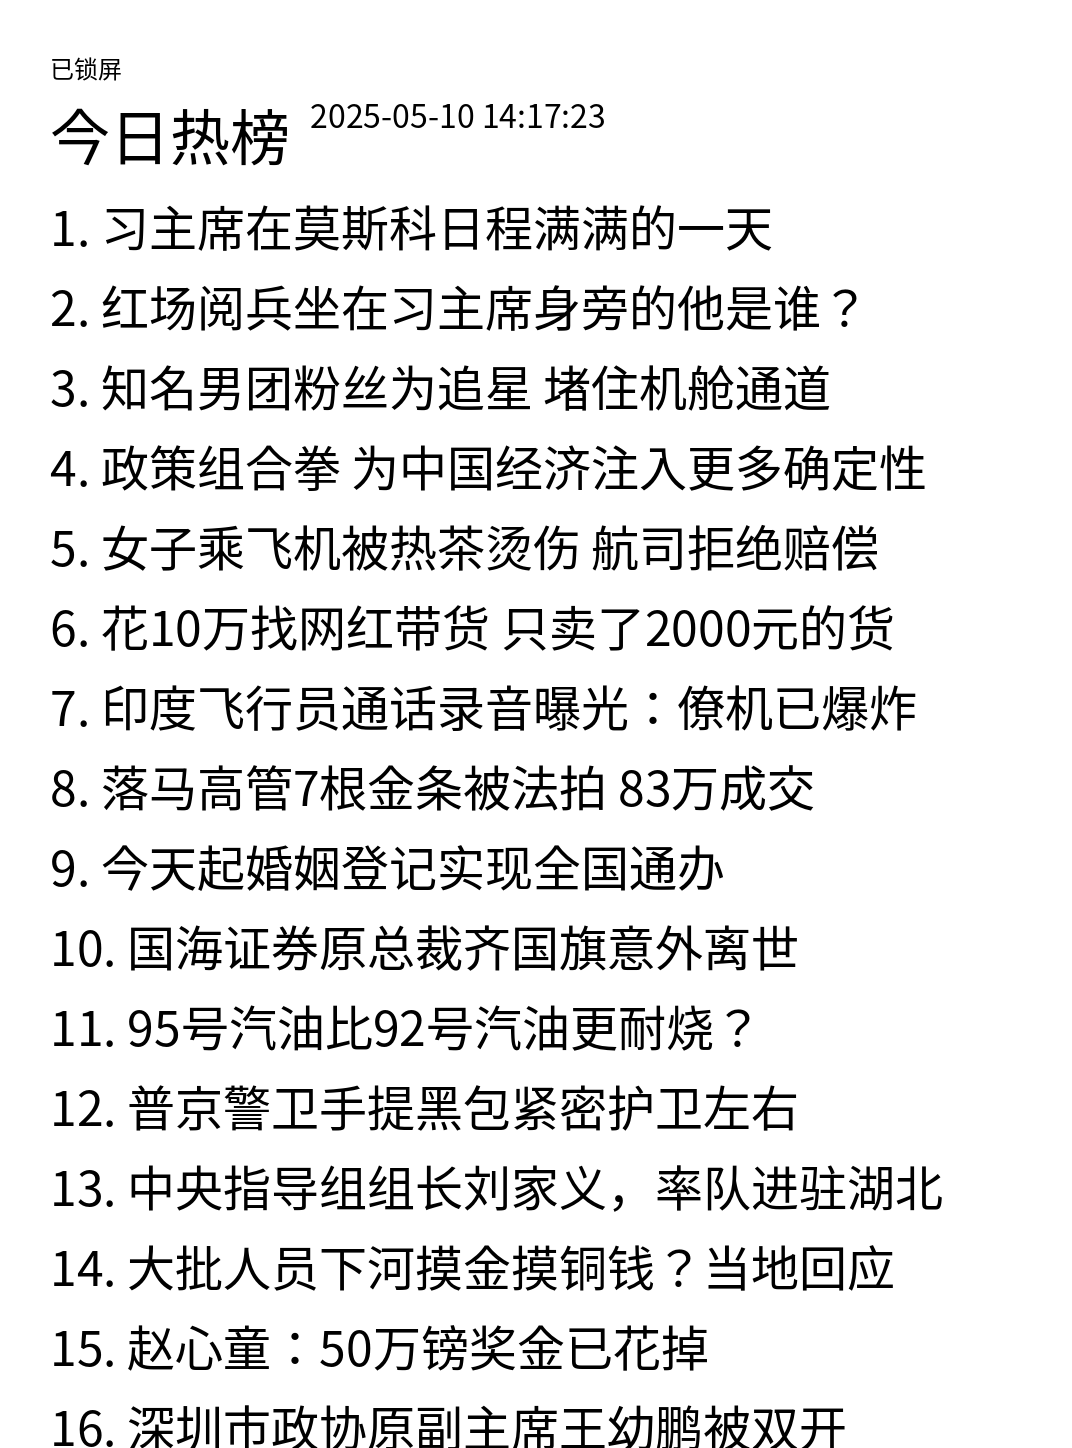 已锁屏
今日热榜 2025-05-10 14:17:23
1. 习主席在莫斯科日程满满的一天
2. 红场阅兵坐在习主席身旁的他是谁？
3. 知名男团粉丝为追星 堵住机舱通道
4. 政策组合拳 为中国经济注入更多确定性
5. 女子乘飞机被热茶烫伤 航司拒绝赔偿
6. 花10万找网红带货 只卖了2000元的货
7. 印度飞行员通话录音曝光：僚机已爆炸
8. 落马高管7根金条被法拍 83万成交
9. 今天起婚姻登记实现全国通办
10. 国海证券原总裁齐国旗意外离世
11. 95号汽油比92号汽油更耐烧？
12. 普京警卫手提黑包紧密护卫左右
13. 中央指导组组长刘家义，率队进驻湖北
14. 大批人员下河摸金摸铜钱？当地回应
15. 赵心童：50万镑奖金已花掉
16. 深圳市政协原副主席王幼鹏被双开